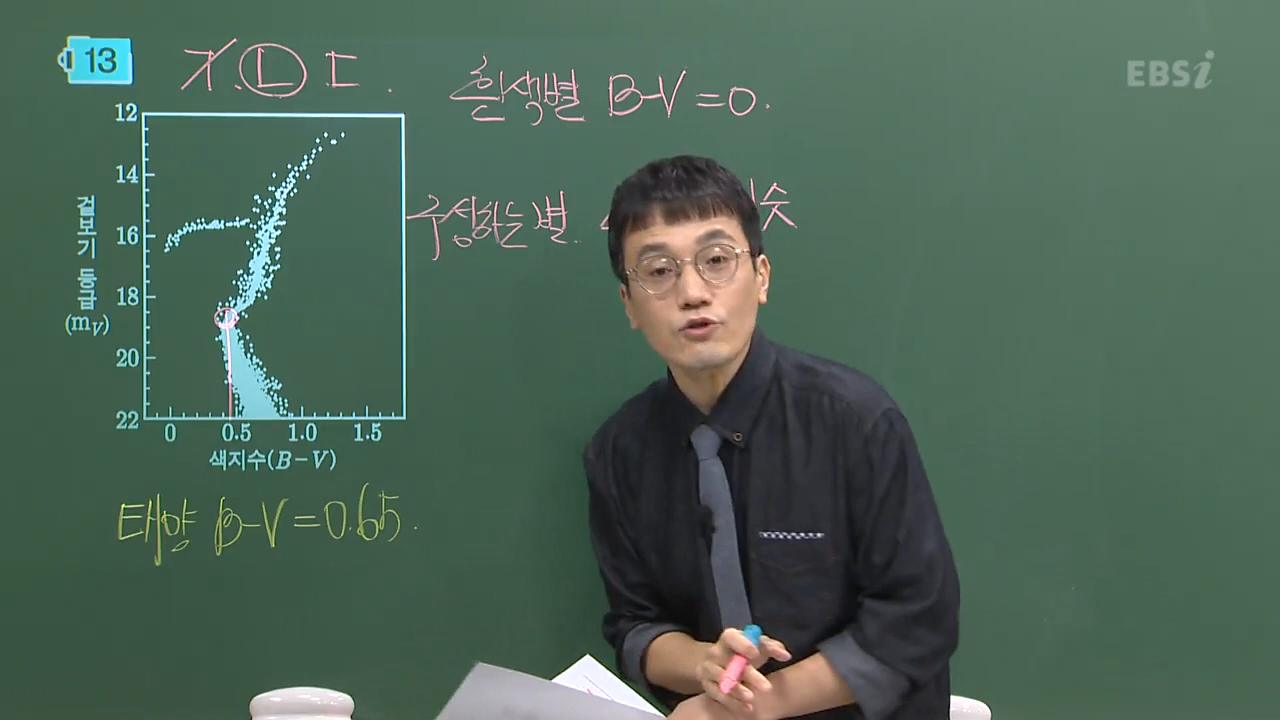 13
ㄱ. ㄴ ㄷ.
흰색별 B-V=0.
EBSi
12
14
16
18
20
22
겉보기 등급
(m_V)
구성하는 별.
0 0.5 1.0 1.5
색지수(B-V)
태양 B-V=0.65.